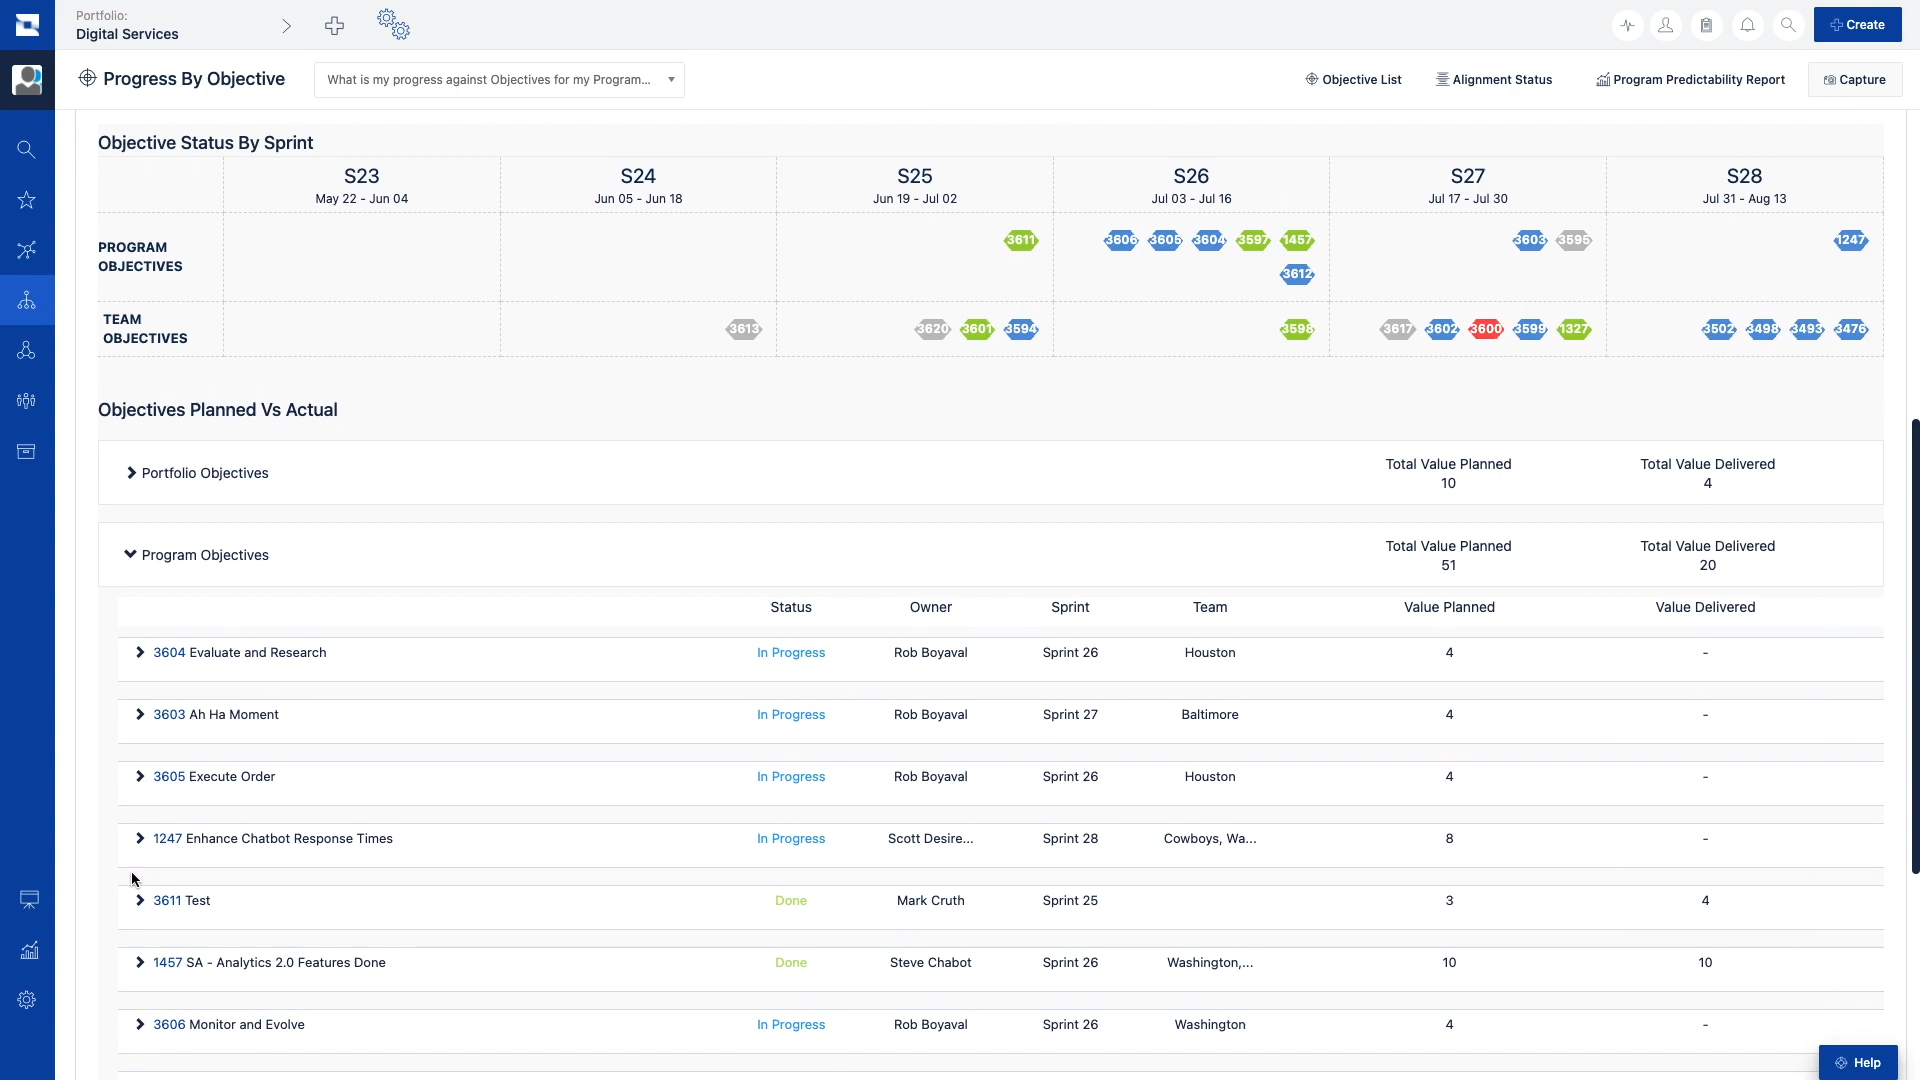 Portfolio:
Digital Services
Create
Progress By Objective
What is my progress against Objectives for my Program...
Objective List
Alignment Status
Program Predictability Report
Capture
Objective Status By Sprint
S23
May 22 - Jun 04
S24
Jun 05 - Jun 18
S25
Jun 19 - Jul 02
S26
Jul 03 - Jul 16
S27
Jul 17 - Jul 30
S28
Jul 31 - Aug 13
PROGRAM
OBJECTIVES
3611
3606 3605 3604 3597 1457
3612
3603 3595
1247
TEAM
OBJECTIVES
3613
3620 3601 3594
3598
3617 3602 3600 3599 1327
3502 3498 3493 3476
Objectives Planned Vs Actual
Portfolio Objectives
Total Value Planned
10
Total Value Delivered
4
Program Objectives
Total Value Planned
51
Total Value Delivered
20
Status Owner Sprint Team Value Planned Value Delivered
3604 Evaluate and Research In Progress Rob Boyaval Sprint 26 Houston 4 -
3603 Ah Ha Moment In Progress Rob Boyaval Sprint 27 Baltimore 4 -
3605 Execute Order In Progress Rob Boyaval Sprint 26 Houston 4 -
1247 Enhance Chatbot Response Times In Progress Scott Desire... Sprint 28 Cowboys, Wa... 8 -
3611 Test Done Mark Cruth Sprint 25 3 4
1457 SA - Analytics 2.0 Features Done Done Steve Chabot Sprint 26 Washington,... 10 10
3606 Monitor and Evolve In Progress Rob Boyaval Sprint 26 Washington 4 -
Help